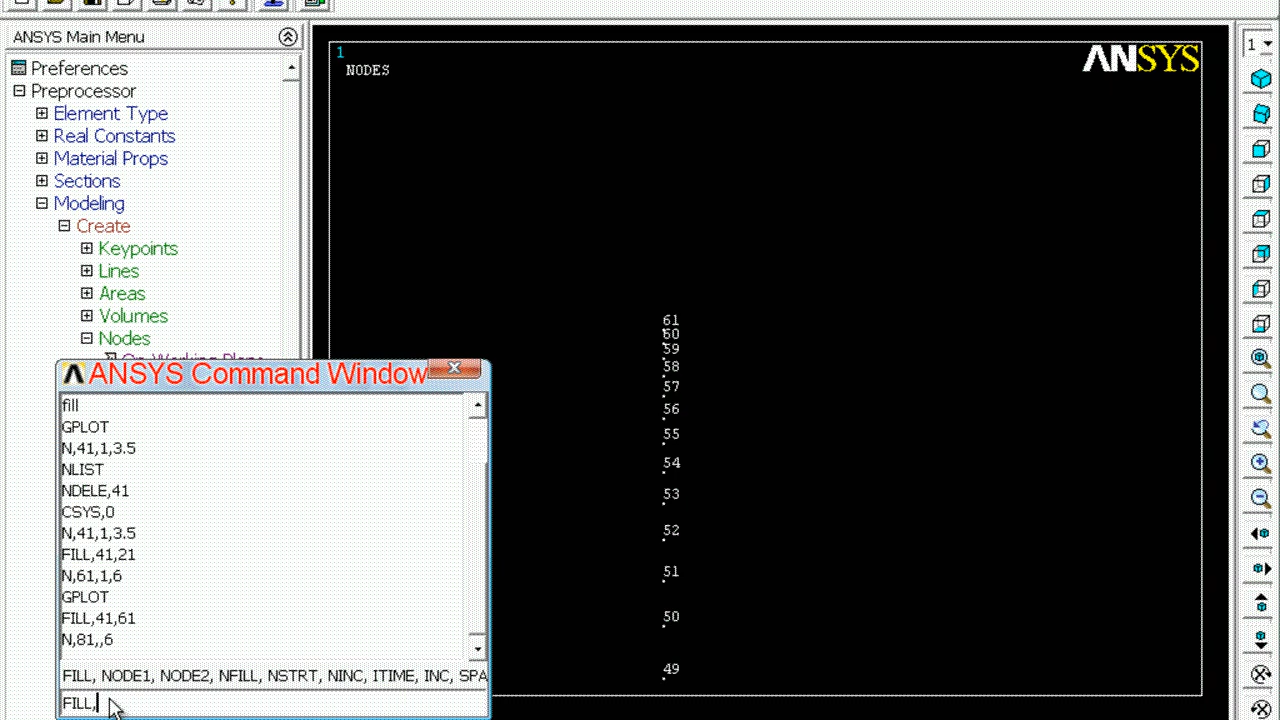 ANSYS Main Menu
Preferences
Preprocessor
Element Type
Real Constants
Material Props
Sections
Modeling
Create
Keypoints
Lines
Areas
Volumes
Nodes
On Working Plane
ANSYS Command Window
fill
GPLOT
N,41,1,3.5
NLIST
NDELE,41
CSYS,0
N,41,1,3.5
FILL,41,21
N,61,1,6
GPLOT
FILL,41,61
N,81,,6
FILL, NODE1, NODE2, NFILL, NSTRT, NINC, ITIME, INC, SPA
FILL,
1
NODES
ANSYS
61
60
59
58
57
56
55
54
53
52
51
50
49
1